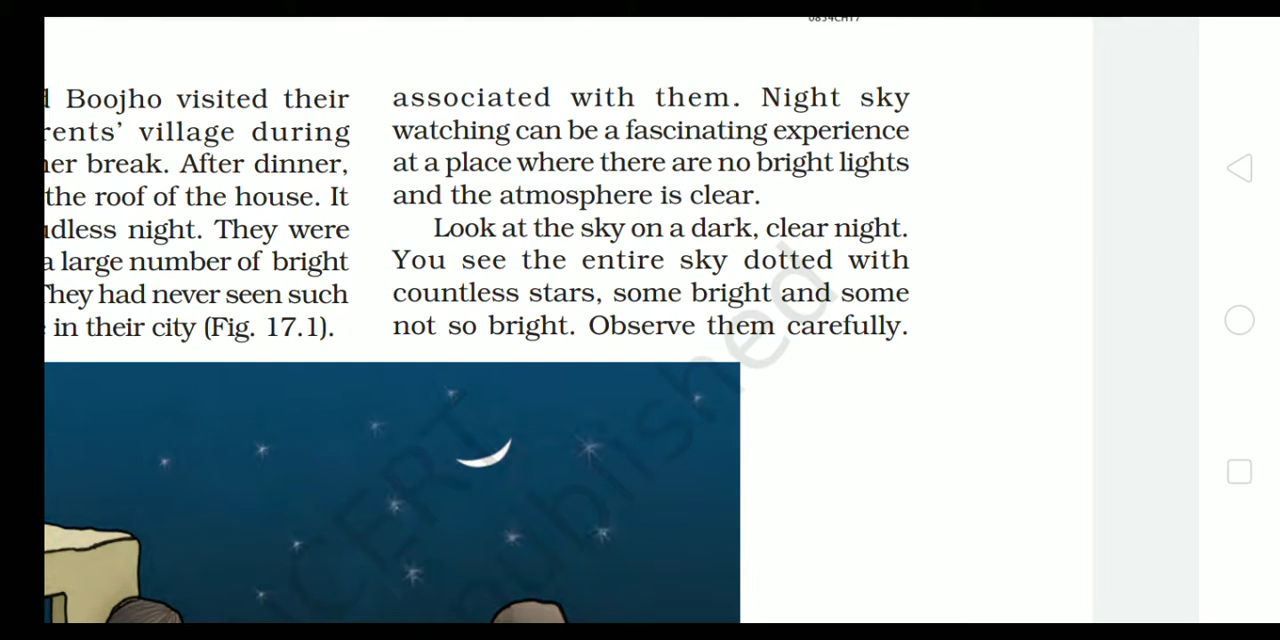 Boojho visited their
village during
break. After dinner,
the roof of the house. It
night. They were
a large number of bright
They had never seen such
in their city (Fig. 17.1).
associated with them. Night sky
watching can be a fascinating experience
at a place where there are no bright lights
and the atmosphere is clear.
Look at the sky on a dark, clear night.
You see the entire sky dotted with
countless stars, some bright and some
not so bright. Observe them carefully.
NCERT
published